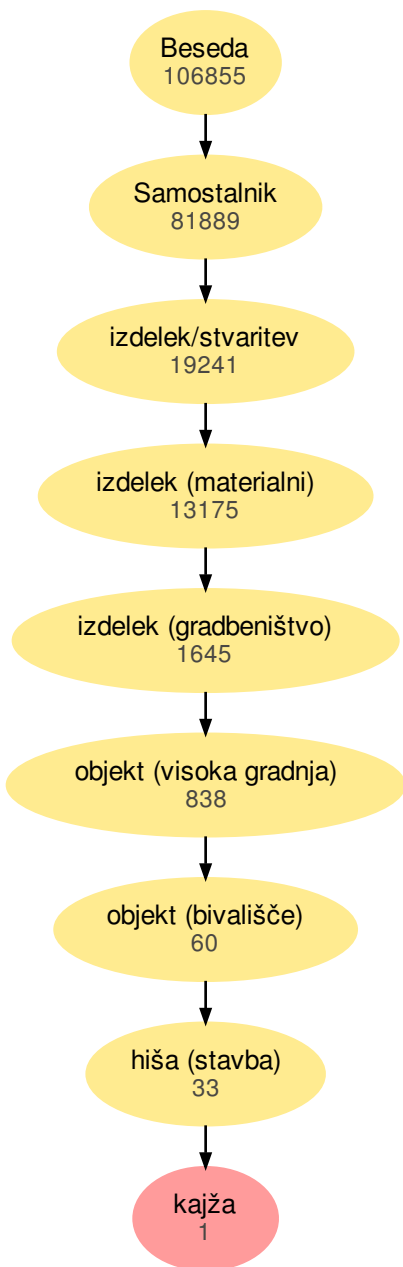 Beseda
106855
Samostalnik
81889
izdelek/stvaritev
19241
izdelek (materialni)
13175
izdelek (gradbeništvo)
1645
objekt (visoka gradnja)
838
objekt (bivališče)
60
hiša (stavba)
33
kajža
1